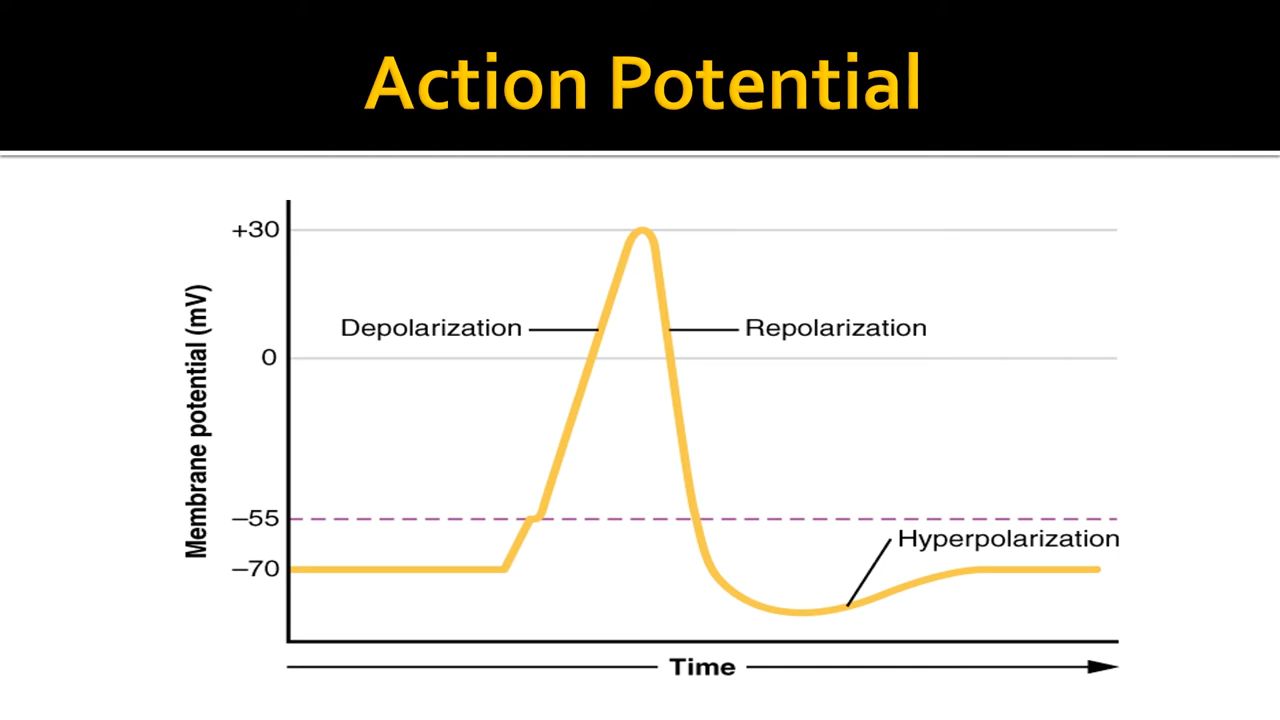 Action Potential
+30
Depolarization
Repolarization
0
Membrane potential (mV)
–55
Hyperpolarization
–70
Time